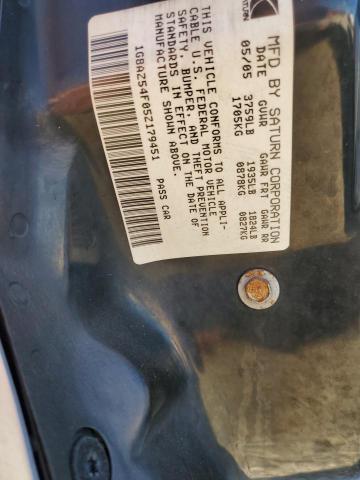 SATURN
MFD BY SATURN CORPORATION
DATE GVWR GAWR FRT GAWR RR
05/05 3759LB 1935LB 1824LB
1705KG 0878KG 0827KG
THIS VEHICLE CONFORMS TO ALL APPLI-
CABLE U.S. FEDERAL MOTOR VEHICLE
SAFETY, BUMPER, AND THEFT PREVENTION
STANDARDS IN EFFECT ON THE DATE OF
MANUFACTURE SHOWN ABOVE.
1G8AZ54F05Z179451 PASS CAR